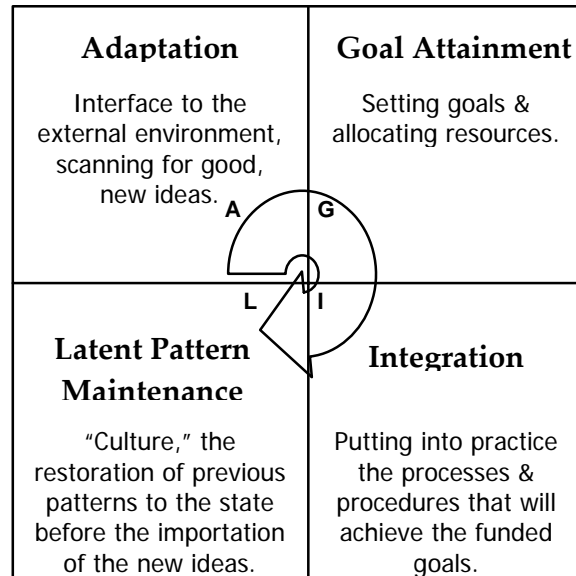 Adaptation
Interface to the
external environment,
scanning for good,
new ideas.
A
Goal Attainment
Setting goals &
allocating resources.
G
L
Latent Pattern
Maintenance
“Culture,” the
restoration of previous
patterns to the state
before the importation
of the new ideas.
I
Integration
Putting into practice
the processes &
procedures that will
achieve the funded
goals.